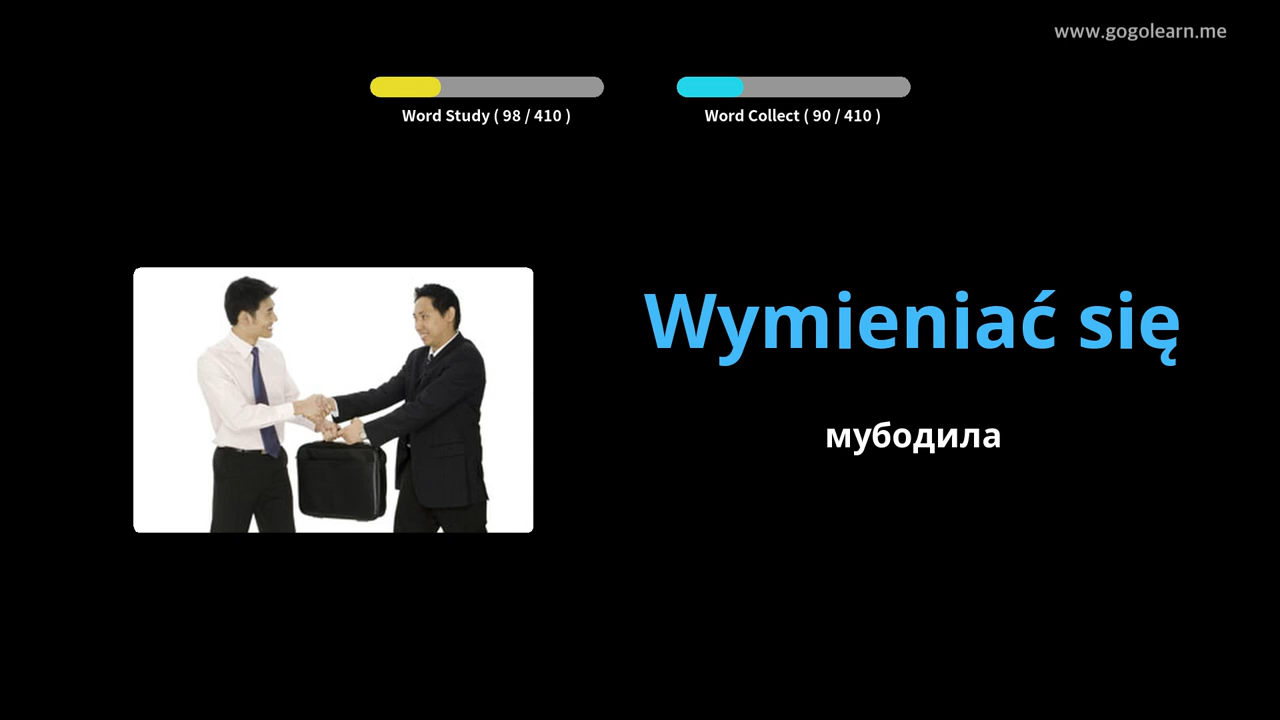 www.gogolearn.me
Word Study ( 98 / 410 )
Word Collect ( 90 / 410 )
Wymieniać się
мубодила